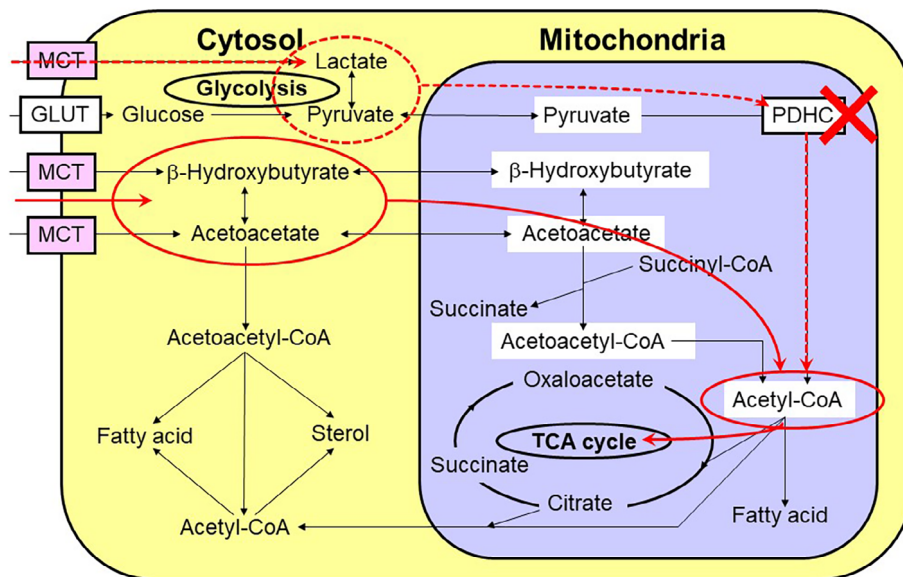 Cytosol
Mitochondria
MCT
Lactate
Glycolysis
GLUT
Glucose
Pyruvate
Pyruvate
PDHC
MCT
β-Hydroxybutyrate
β-Hydroxybutyrate
MCT
Acetoacetate
Acetoacetate
Succinyl-CoA
Succinate
Acetoacetyl-CoA
Acetoacetyl-CoA
Oxaloacetate
Acetyl-CoA
Fatty acid
Sterol
TCA cycle
Succinate
Citrate
Acetyl-CoA
Fatty acid